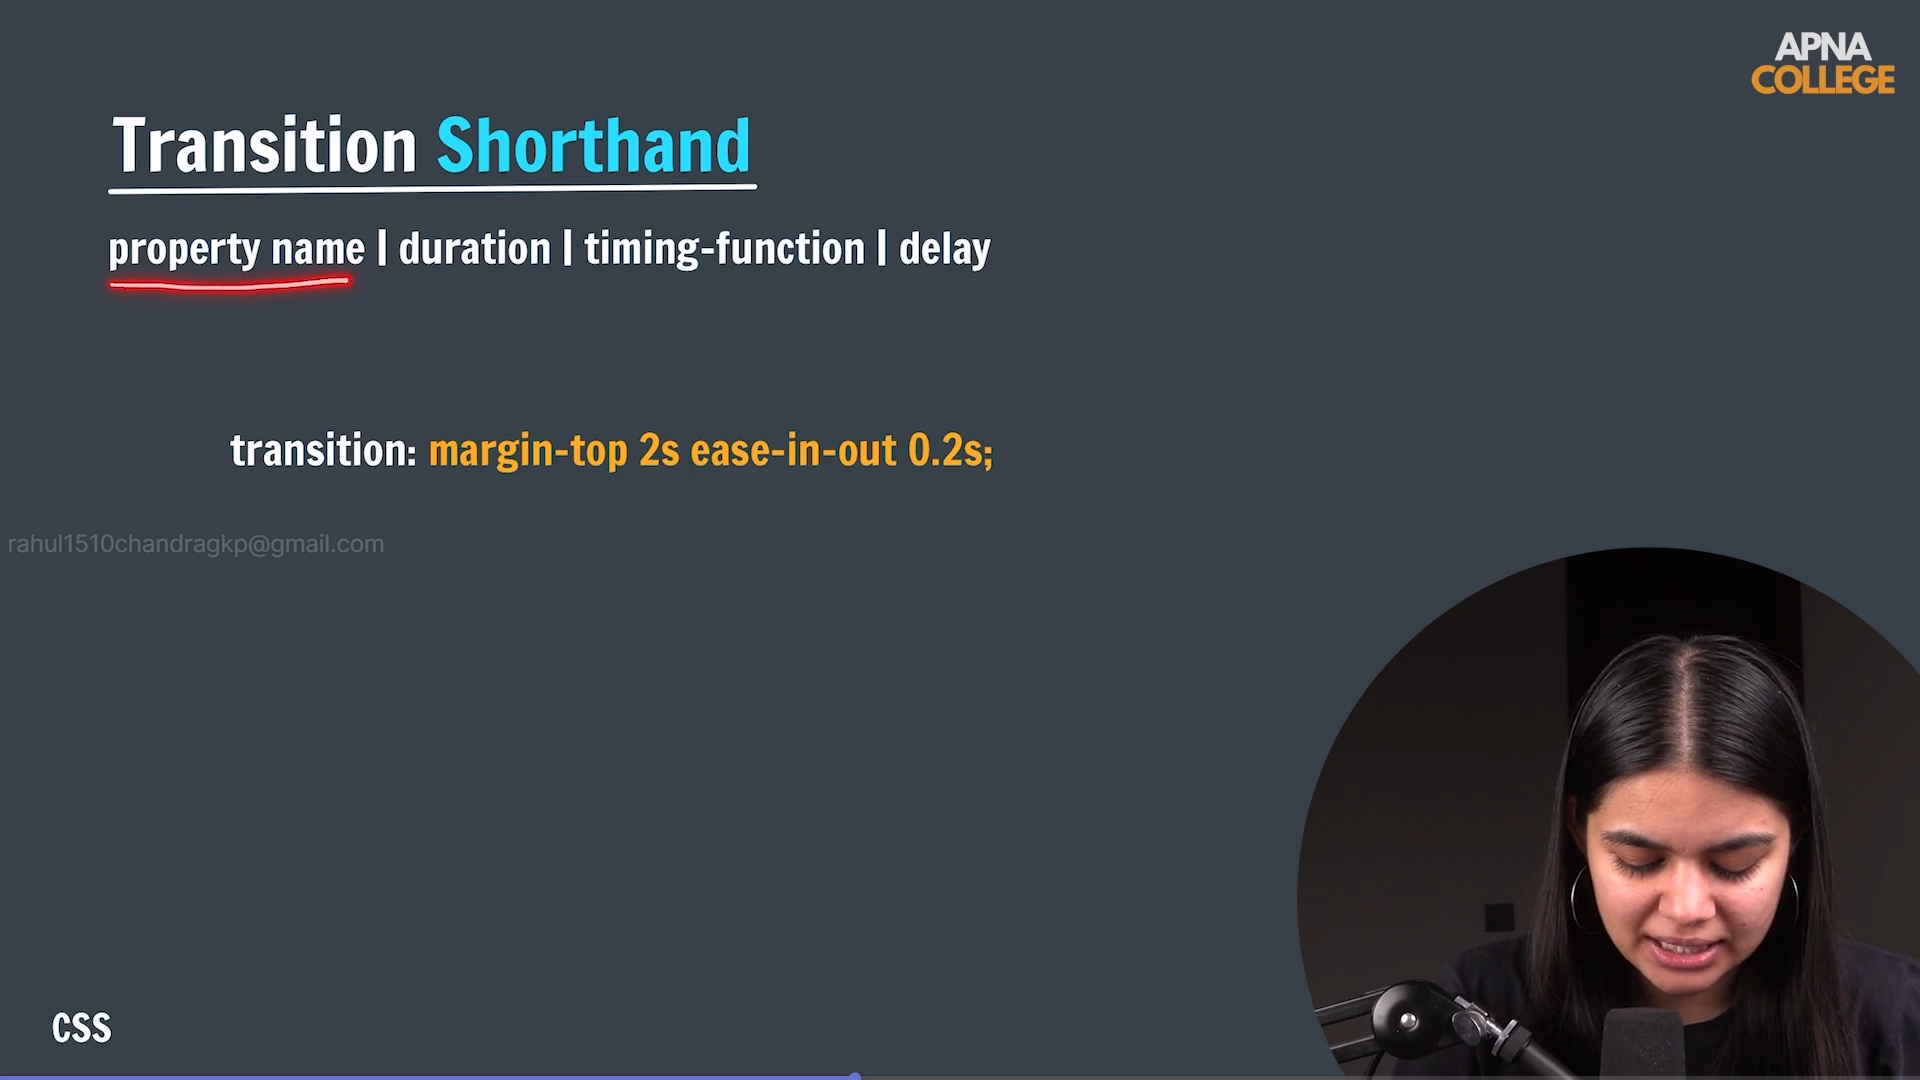 APNA
COLLEGE
Transition Shorthand
property name | duration | timing-function | delay
transition: margin-top 2s ease-in-out 0.2s;
rahul1510chandragkp@gmail.com
CSS